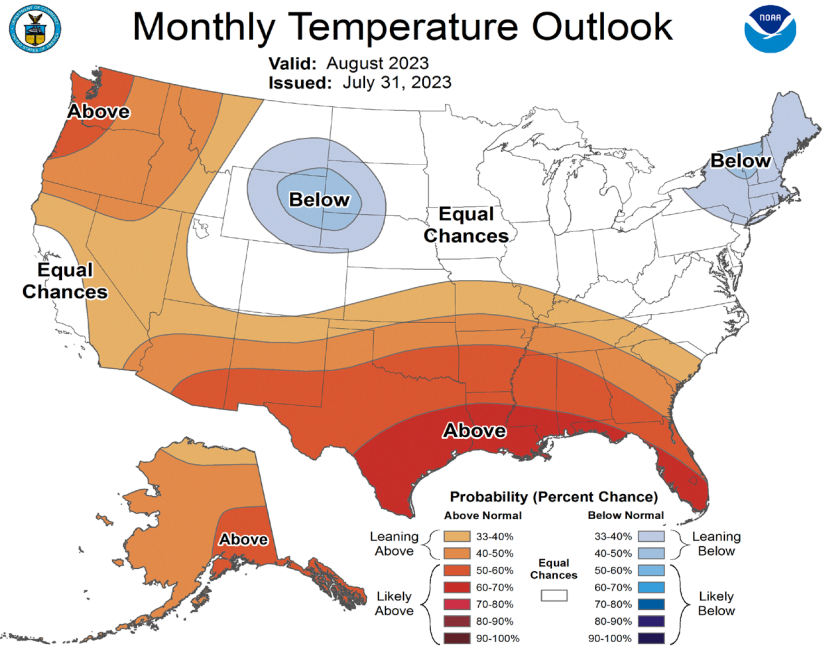 Monthly Temperature Outlook
NOAA
Valid: August 2023
Issued: July 31, 2023
Above
Below
Below
Equal
Chances
Equal
Chances
Above
Above
Probability (Percent Chance)
Above Normal
Below Normal
Leaning
Above
33-40%
40-50%
Likely
Above
50-60%
60-70%
70-80%
80-90%
90-100%
Equal
Chances
33-40%
40-50%
Leaning
Below
50-60%
60-70%
70-80%
80-90%
90-100%
Likely
Below